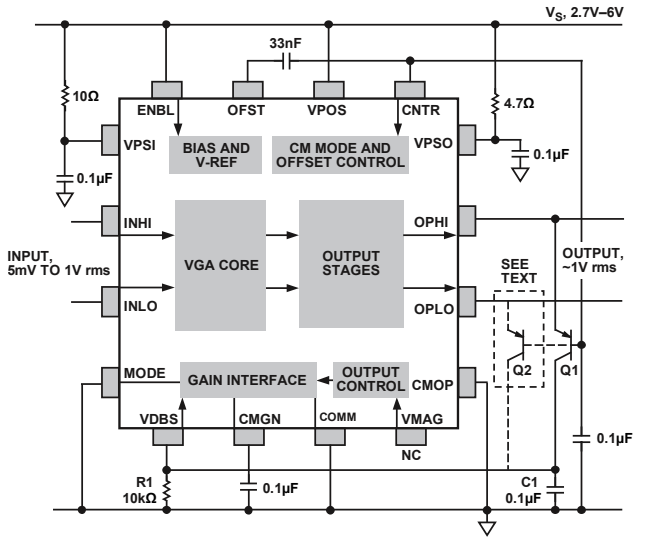 V_S, 2.7V–6V
33nF
10Ω
ENBL
OFST
VPOS
CNTR
4.7Ω
VPSI
BIAS AND
V-REF
CM MODE AND
OFFSET CONTROL
VPSO
0.1µF
0.1µF
INHI
OPHI
INPUT,
5mV TO 1V rms
VGA CORE
OUTPUT
STAGES
SEE
TEXT
OUTPUT,
~1V rms
INLO
OPLO
MODE
GAIN INTERFACE
OUTPUT
CONTROL
CMOP
Q2
Q1
VDBS
CMGN
COMM
VMAG
NC
0.1µF
R1
10kΩ
0.1µF
C1
0.1µF